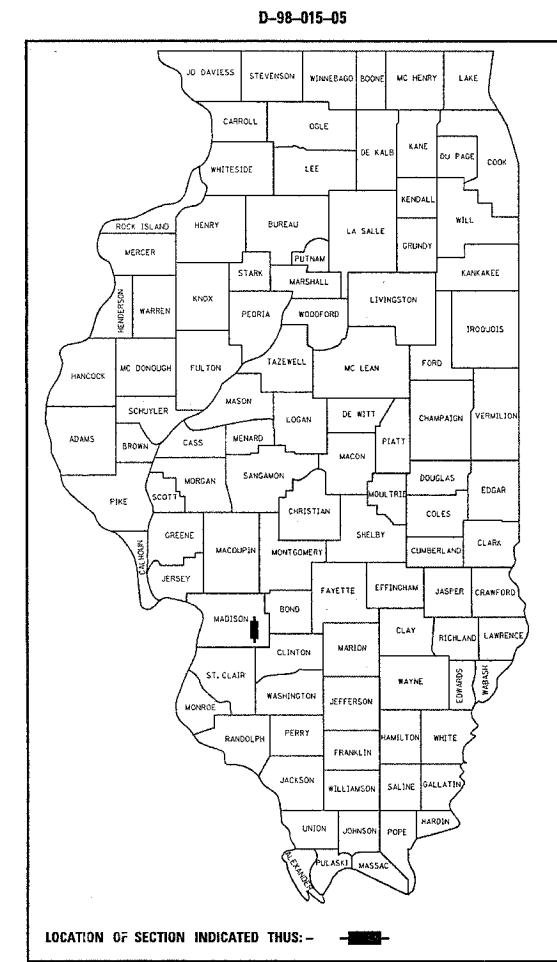 D-98-015-05
JO DAVIESS STEVENSON WINNEBAGO BOONE MC HENRY LAKE
CARROLL OGLE DE KALB KANE DU PAGE COOK
WHITESIDE LEE
KENDALL WILL
ROCK ISLAND HENRY BUREAU LA SALLE GRUNDY
MERCER PUTNAM
STARK MARSHALL KANKAKEE
HENDERSON WARREN KNOX PEORIA WOODFORD LIVINGSTON IROQUOIS
HANCOCK MC DONOUGH FULTON TAZEWELL MC LEAN FORD
SCHUYLER MASON LOGAN DE WITT CHAMPAIGN VERMILION
ADAMS BROWN CASS MENARD MACON PIATT
PIKE SCOTT MORGAN SANGAMON CHRISTIAN MOULTRIE DOUGLAS EDGAR
COLES
CALHOUN GREENE MACOUPIN MONTGOMERY SHELBY CUMBERLAND CLARK
JERSEY
MADISON BOND FAYETTE EFFINGHAM JASPER CRAWFORD
CLINTON MARION CLAY RICHLAND LAWRENCE
ST. CLAIR WASHINGTON JEFFERSON WAYNE EDWARDS WABASH
MONROE
RANDOLPH PERRY HAMILTON WHITE
FRANKLIN
JACKSON WILLIAMSON SALINE GALLATIN
UNION JOHNSON POPE HARDIN
ALEXANDER PULASKI MASSAC
LOCATION OF SECTION INDICATED THUS: -